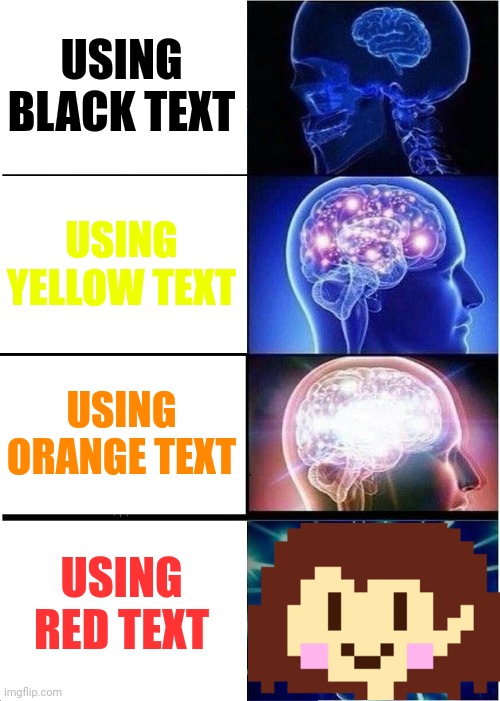 USING
BLACK TEXT
USING
YELLOW TEXT
USING
ORANGE TEXT
USING
RED TEXT
imgflip.com